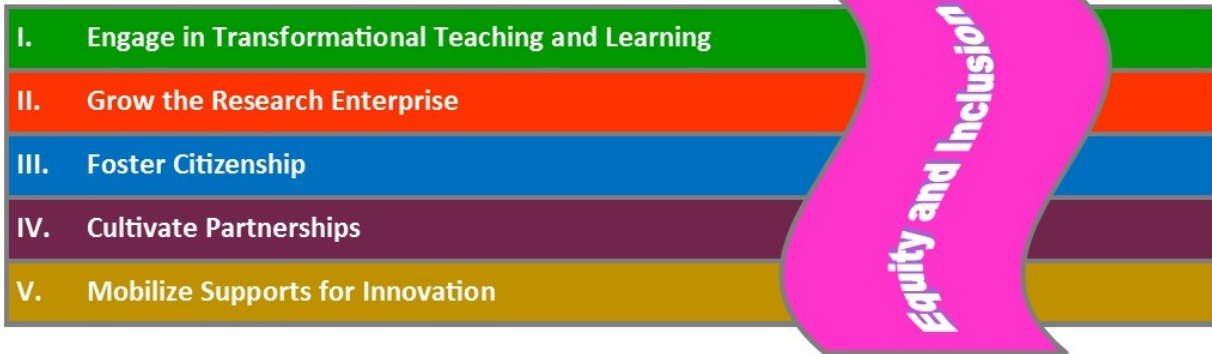 I. Engage in Transformational Teaching and Learning
II. Grow the Research Enterprise
III. Foster Citizenship
IV. Cultivate Partnerships
V. Mobilize Supports for Innovation
Equity and Inclusion